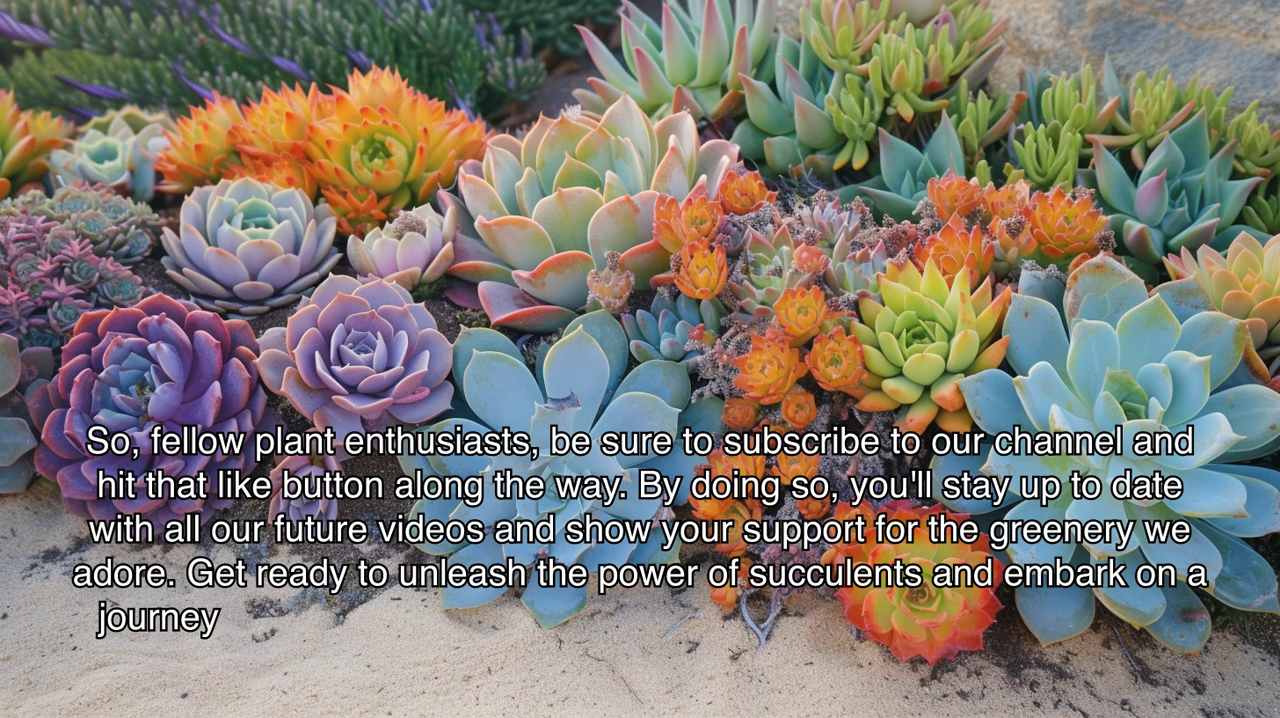 So, fellow plant enthusiasts, be sure to subscribe to our channel and
hit that like button along the way. By doing so, you'll stay up to date
with all our future videos and show your support for the greenery we
adore. Get ready to unleash the power of succulents and embark on a
journey